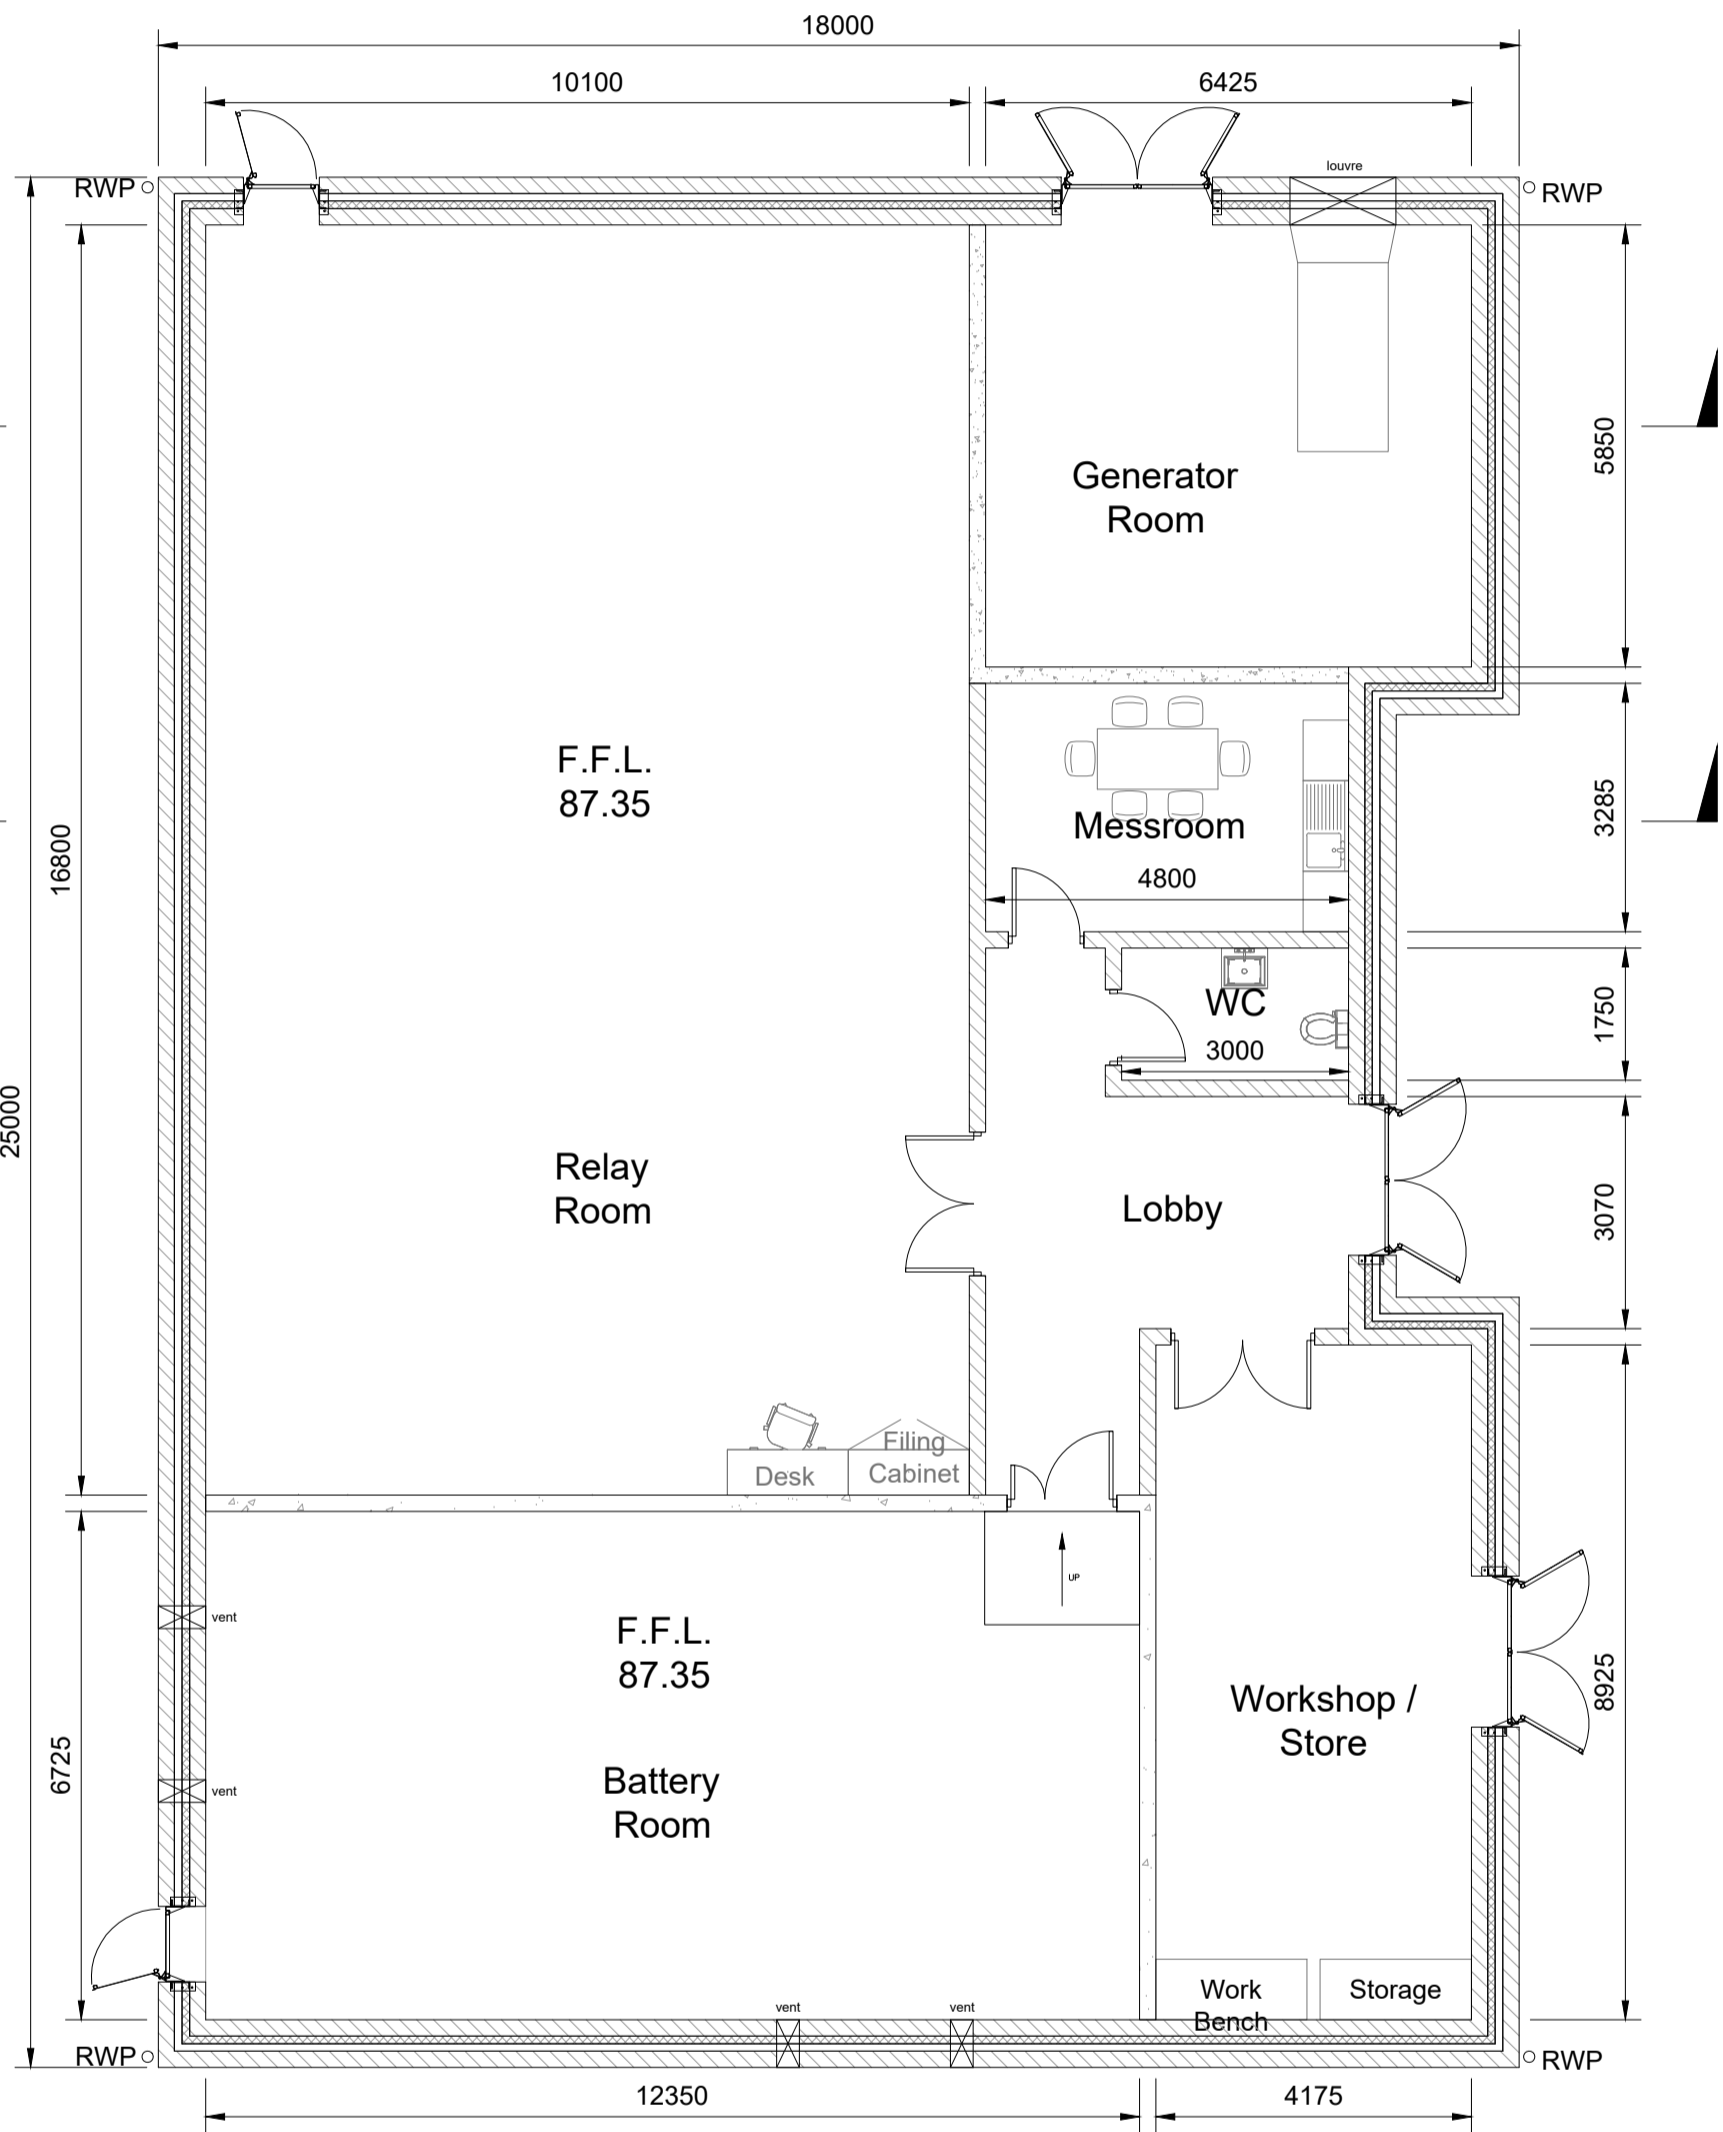 18000
10100
6425
louvre
RWP
RWP
5850
Generator
Room
F.F.L.
87.35
3285
Messroom
4800
16800
WC
1750
3000
25000
Relay
Room
Lobby
3070
Filing
Cabinet
Desk
UP
vent
F.F.L.
87.35
8925
Workshop /
Store
6725
Battery
Room
vent
Work
Bench
Storage
vent
vent
RWP
RWP
12350
4175